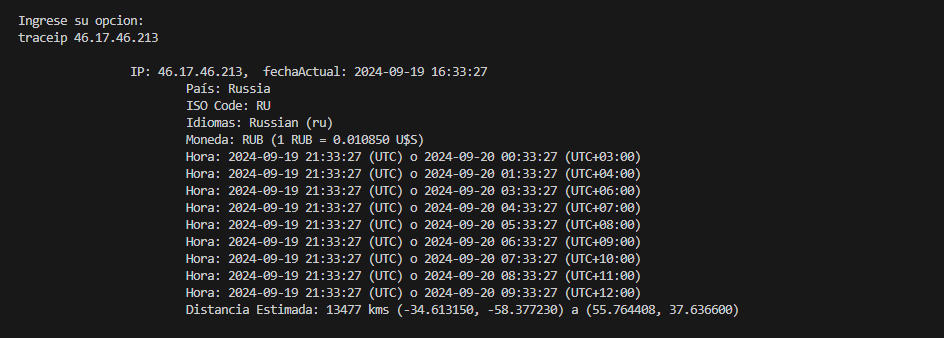 Ingrese su opcion:
traceip 46.17.46.213
IP: 46.17.46.213,  fechaActual: 2024-09-19 16:33:27
País: Russia
ISO Code: RU
Idiomas: Russian (ru)
Moneda: RUB (1 RUB = 0.010850 U$S)
Hora: 2024-09-19 21:33:27 (UTC) o 2024-09-20 00:33:27 (UTC+03:00)
Hora: 2024-09-19 21:33:27 (UTC) o 2024-09-20 01:33:27 (UTC+04:00)
Hora: 2024-09-19 21:33:27 (UTC) o 2024-09-20 03:33:27 (UTC+06:00)
Hora: 2024-09-19 21:33:27 (UTC) o 2024-09-20 04:33:27 (UTC+07:00)
Hora: 2024-09-19 21:33:27 (UTC) o 2024-09-20 05:33:27 (UTC+08:00)
Hora: 2024-09-19 21:33:27 (UTC) o 2024-09-20 06:33:27 (UTC+09:00)
Hora: 2024-09-19 21:33:27 (UTC) o 2024-09-20 07:33:27 (UTC+10:00)
Hora: 2024-09-19 21:33:27 (UTC) o 2024-09-20 08:33:27 (UTC+11:00)
Hora: 2024-09-19 21:33:27 (UTC) o 2024-09-20 09:33:27 (UTC+12:00)
Distancia Estimada: 13477 kms (-34.613150, -58.377230) a (55.764408, 37.636600)